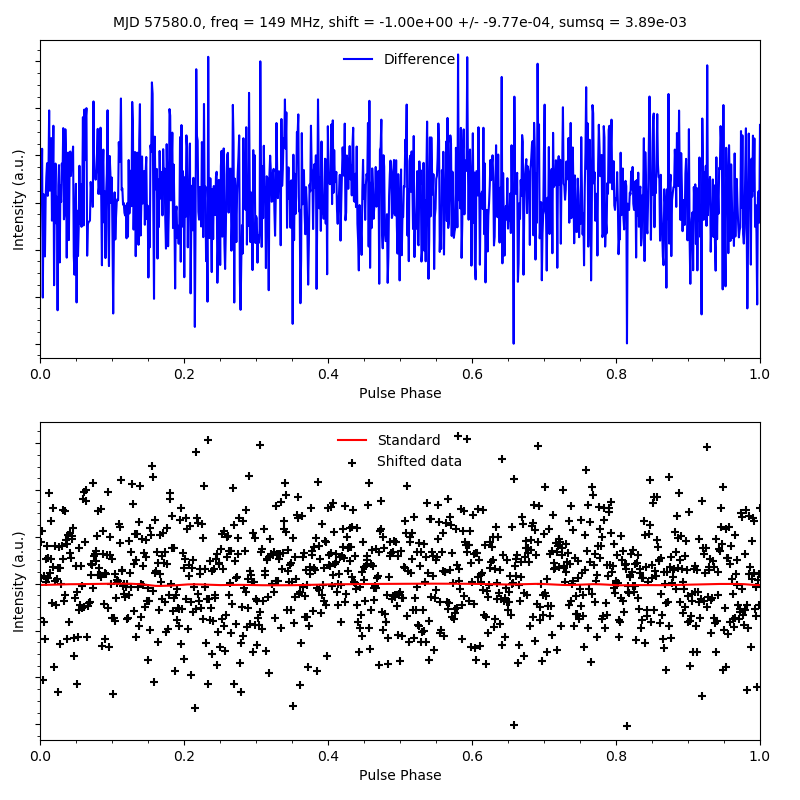 MJD 57580.0, freq = 149 MHz, shift = -1.00e+00 +/- -9.77e-04, sumsq = 3.89e-03
Difference
Intensity (a.u.)
0.0 0.2 0.4 0.6 0.8 1.0
Pulse Phase
Standard
Shifted data
Intensity (a.u.)
0.0 0.2 0.4 0.6 0.8 1.0
Pulse Phase